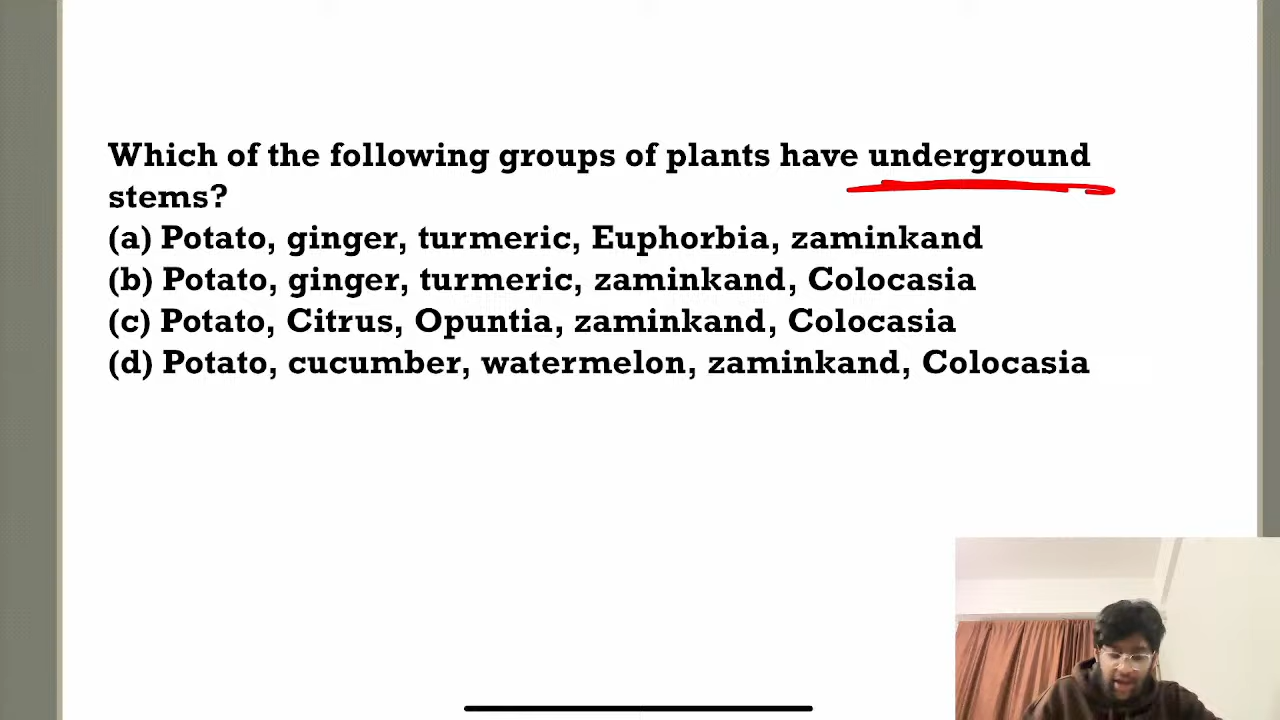 Which of the following groups of plants have underground
stems?
(a) Potato, ginger, turmeric, Euphorbia, zaminkand
(b) Potato, ginger, turmeric, zaminkand, Colocasia
(c) Potato, Citrus, Opuntia, zaminkand, Colocasia
(d) Potato, cucumber, watermelon, zaminkand, Colocasia